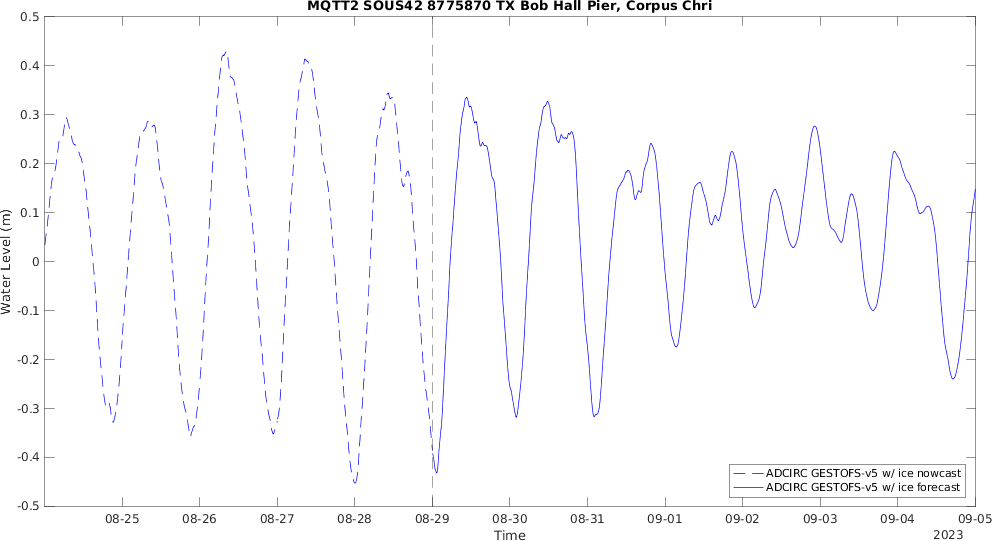 MQTT2 SOUS42 8775870 TX Bob Hall Pier, Corpus Chri
0.5
0.4
0.3
0.2
0.1
0
-0.1
-0.2
-0.3
-0.4
-0.5
Water Level (m)
ADCIRC GESTOFS-v5 w/ ice nowcast
ADCIRC GESTOFS-v5 w/ ice forecast
08-25 08-26 08-27 08-28 08-29 08-30 08-31 09-01 09-02 09-03 09-04 09-05
Time
2023